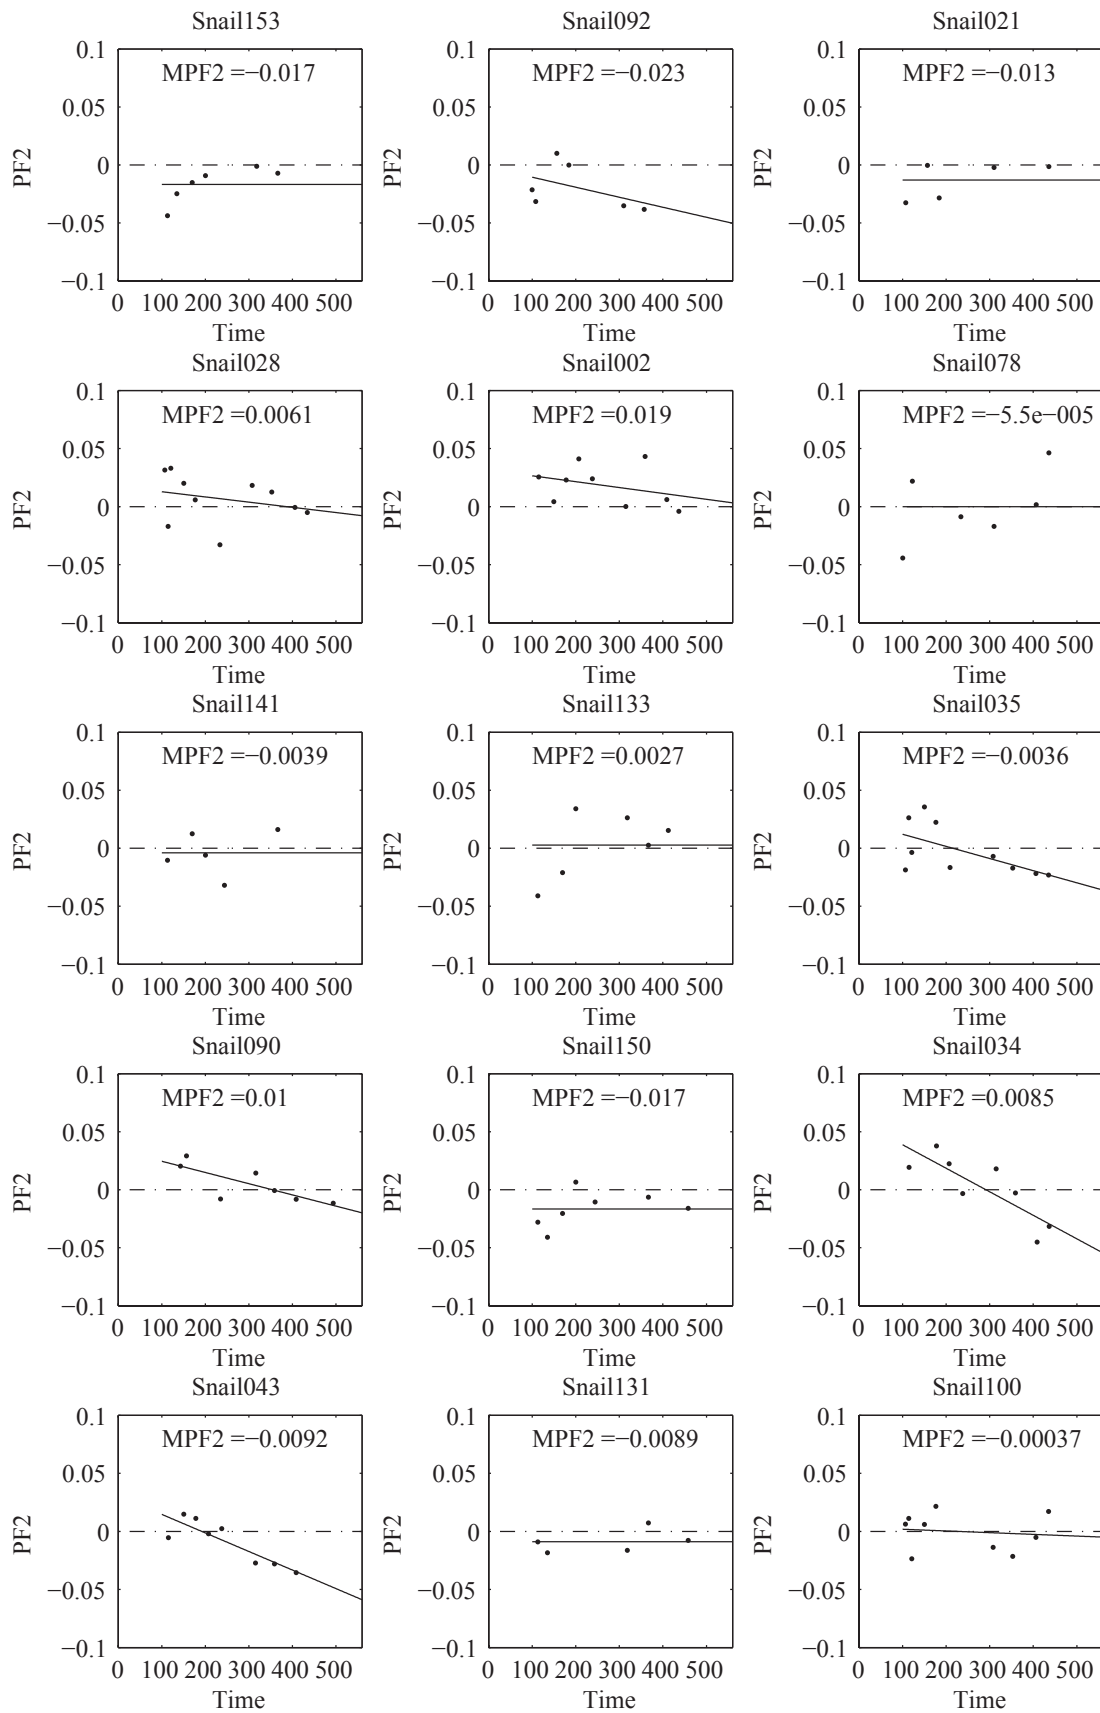 Snail153
Snail092
Snail021
0.1
0.05
0
−0.05
−0.1
PF2
MPF2 =−0.017
0 100 200 300 400 500
Time
0.1
0.05
0
−0.05
−0.1
PF2
MPF2 =−0.023
0 100 200 300 400 500
Time
0.1
0.05
0
−0.05
−0.1
PF2
MPF2 =−0.013
0 100 200 300 400 500
Time
Snail028
Snail002
Snail078
0.1
0.05
0
−0.05
−0.1
PF2
MPF2 =0.0061
0 100 200 300 400 500
Time
0.1
0.05
0
−0.05
−0.1
PF2
MPF2 =0.019
0 100 200 300 400 500
Time
0.1
0.05
0
−0.05
−0.1
PF2
MPF2 =−5.5e−005
0 100 200 300 400 500
Time
Snail141
Snail133
Snail035
0.1
0.05
0
−0.05
−0.1
PF2
MPF2 =−0.0039
0 100 200 300 400 500
Time
0.1
0.05
0
−0.05
−0.1
PF2
MPF2 =0.0027
0 100 200 300 400 500
Time
0.1
0.05
0
−0.05
−0.1
PF2
MPF2 =−0.0036
0 100 200 300 400 500
Time
Snail090
Snail150
Snail034
0.1
0.05
0
−0.05
−0.1
PF2
MPF2 =0.01
0 100 200 300 400 500
Time
0.1
0.05
0
−0.05
−0.1
PF2
MPF2 =−0.017
0 100 200 300 400 500
Time
0.1
0.05
0
−0.05
−0.1
PF2
MPF2 =0.0085
0 100 200 300 400 500
Time
Snail043
Snail131
Snail100
0.1
0.05
0
−0.05
−0.1
PF2
MPF2 =−0.0092
0 100 200 300 400 500
Time
0.1
0.05
0
−0.05
−0.1
PF2
MPF2 =−0.0089
0 100 200 300 400 500
Time
0.1
0.05
0
−0.05
−0.1
PF2
MPF2 =−0.00037
0 100 200 300 400 500
Time